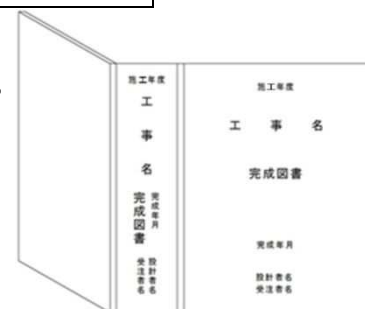 施工年度
工事名
完成図書
完成年月
設計者名
受注者名
施工年度
工 事 名
完成図書
完成年月
設計者名
受注者名